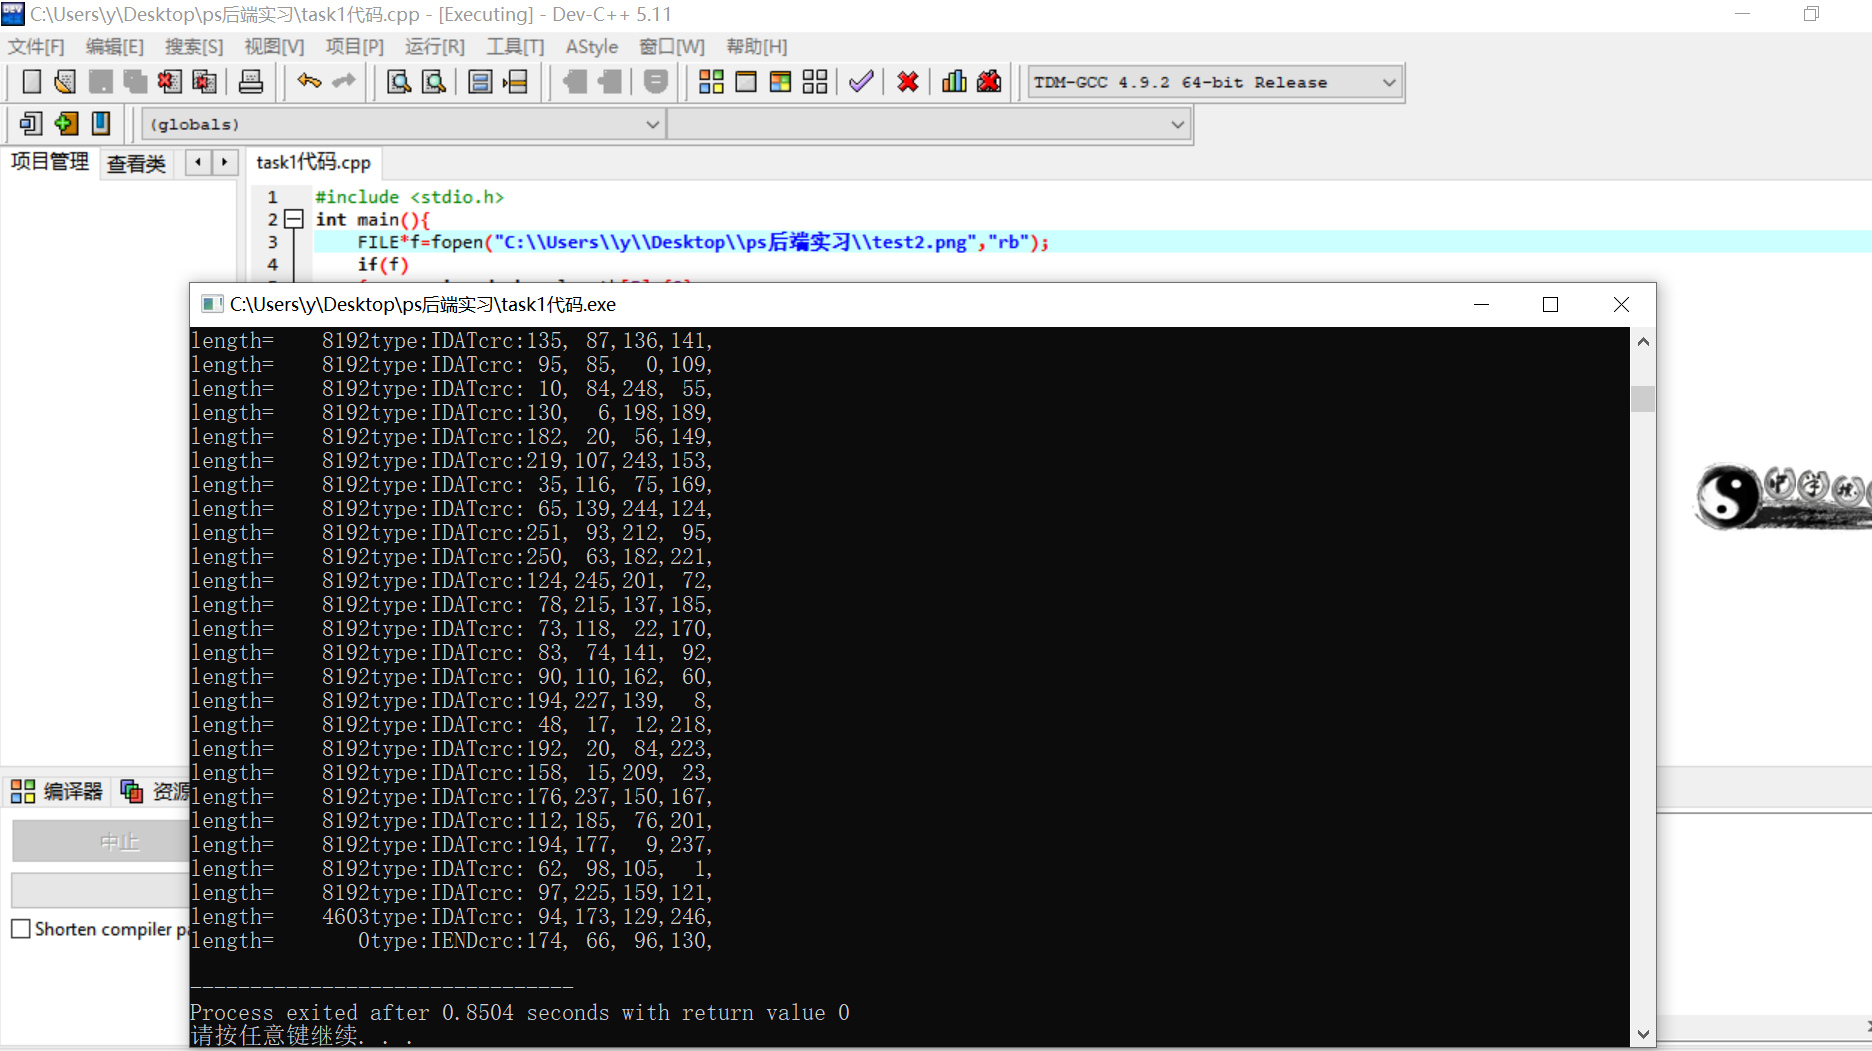 C:\Users\y\Desktop\ps后端实习\task1代码.cpp - [Executing] - Dev-C++ 5.11
文件[F] 编辑[E] 搜索[S] 视图[V] 项目[P] 运行[R] 工具[T] AStyle 窗口[W] 帮助[H]
TDM-GCC 4.9.2 64-bit Release
(globals)
项目管理 查看类 task1代码.cpp
1 #include <stdio.h>
2 int main(){
3 FILE*f=fopen("C:\\Users\\y\\Desktop\\ps后端实习\\test2.png","rb");
4 if(f)
C:\Users\y\Desktop\ps后端实习\task1代码.exe
length=    8192type:IDATcrc:135, 87,136,141,
length=    8192type:IDATcrc: 95, 85,  0,109,
length=    8192type:IDATcrc: 10, 84,248, 55,
length=    8192type:IDATcrc:130,  6,198,189,
length=    8192type:IDATcrc:182, 20, 56,149,
length=    8192type:IDATcrc:219,107,243,153,
length=    8192type:IDATcrc: 35,116, 75,169,
length=    8192type:IDATcrc: 65,139,244,124,
length=    8192type:IDATcrc:251, 93,212, 95,
length=    8192type:IDATcrc:250, 63,182,221,
length=    8192type:IDATcrc:124,245,201, 72,
length=    8192type:IDATcrc: 78,215,137,185,
length=    8192type:IDATcrc: 73,118, 22,170,
length=    8192type:IDATcrc: 83, 74,141, 92,
length=    8192type:IDATcrc: 90,110,162, 60,
length=    8192type:IDATcrc:194,227,139,  8,
length=    8192type:IDATcrc: 48, 17, 12,218,
length=    8192type:IDATcrc:192, 20, 84,223,
length=    8192type:IDATcrc:158, 15,209, 23,
length=    8192type:IDATcrc:176,237,150,167,
length=    8192type:IDATcrc:112,185, 76,201,
length=    8192type:IDATcrc:194,177,  9,237,
length=    8192type:IDATcrc: 62, 98,105,  1,
length=    8192type:IDATcrc: 97,225,159,121,
length=    4603type:IDATcrc: 94,173,129,246,
length=       0type:IENDcrc:174, 66, 96,130,
--------------------------------
Process exited after 0.8504 seconds with return value 0
请按任意键继续. . .
编译器 资源
中止
Shorten compiler pa